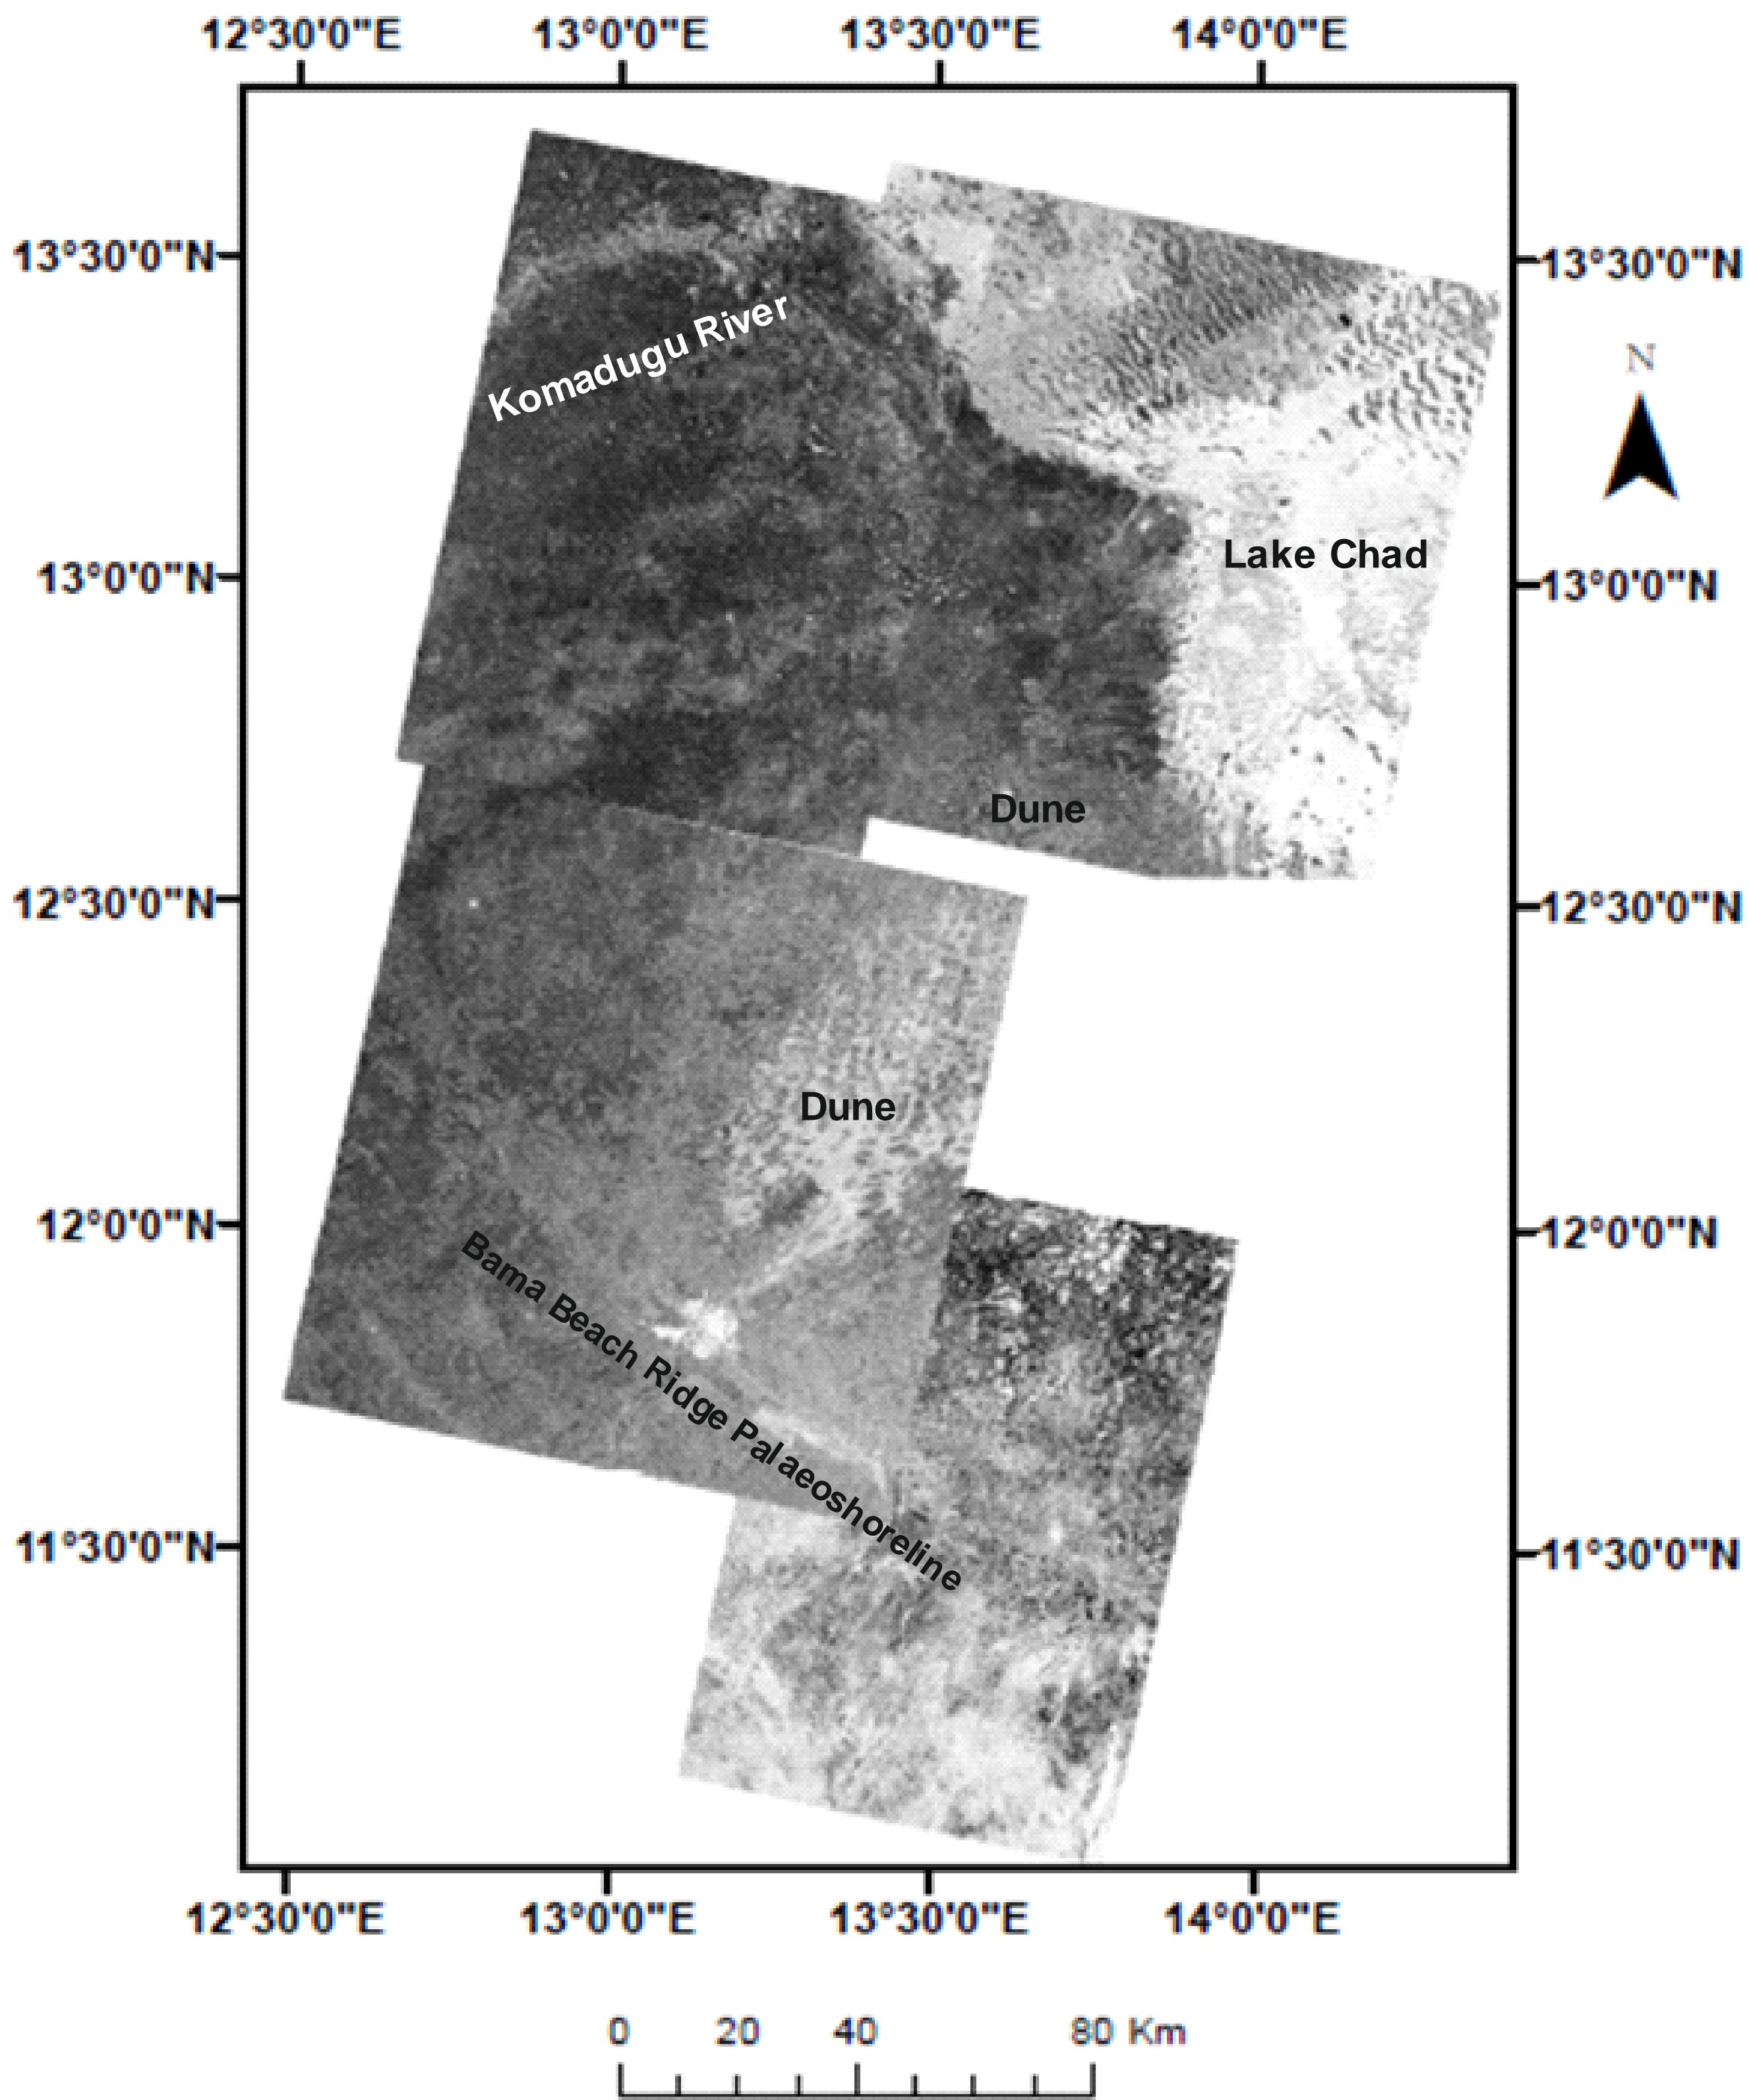 12°30'0"E 13°0'0"E 13°30'0"E 14°0'0"E
13°30'0"N 13°30'0"N
Komadugu River
N
Lake Chad
13°0'0"N 13°0'0"N
Dune
12°30'0"N 12°30'0"N
Dune
12°0'0"N 12°0'0"N
Bama Beach Ridge Palaeoshoreline
11°30'0"N 11°30'0"N
12°30'0"E 13°0'0"E 13°30'0"E 14°0'0"E
0 20 40 80 Km